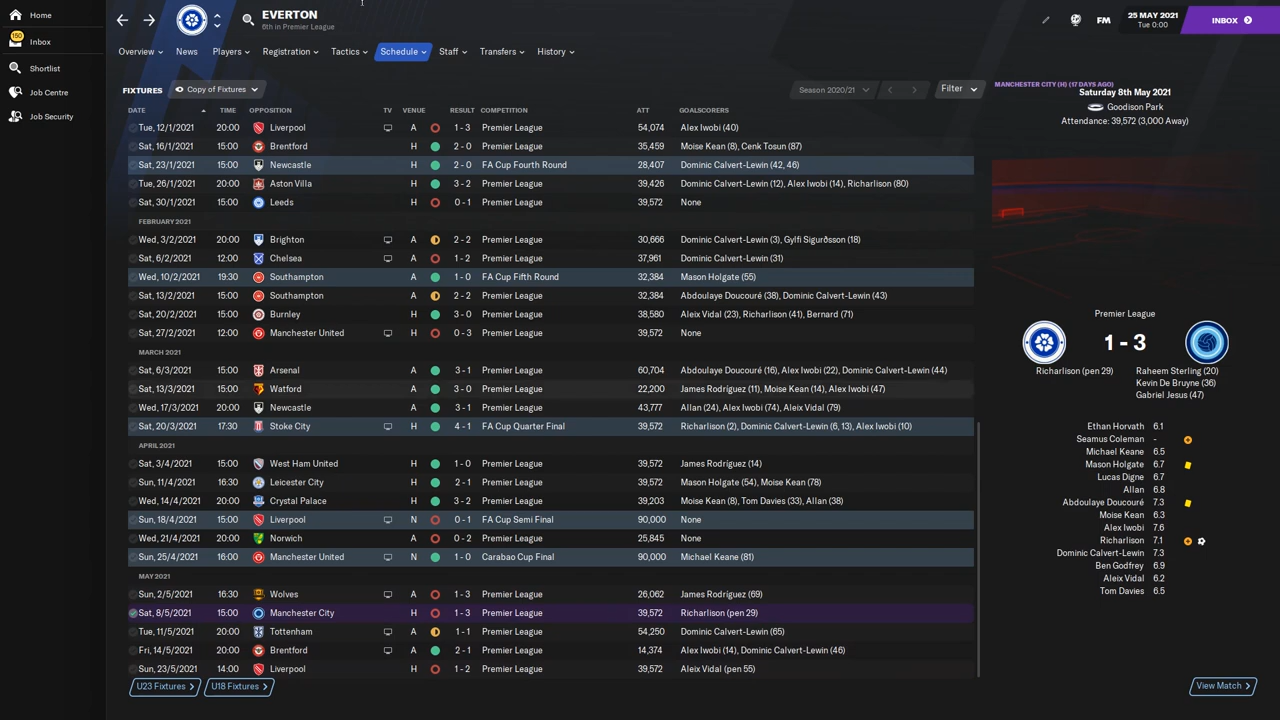 Home
150
Inbox
Shortlist
Job Centre
Job Security
EVERTON
6th in Premier League
FM
25 MAY 2021
Tue 0:00
INBOX
Overview
News
Players
Registration
Tactics
Schedule
Staff
Transfers
History
FIXTURES
Copy of Fixtures
Season 2020/21
Filter
DATE TIME OPPOSITION TV VENUE RESULT COMPETITION ATT GOALSCORERS
Tue, 12/1/2021 20:00 Liverpool A 1 - 3 Premier League 54,074 Alex Iwobi (40)
Sat, 16/1/2021 15:00 Brentford H 2 - 0 Premier League 35,459 Moise Kean (8), Cenk Tosun (87)
Sat, 23/1/2021 15:00 Newcastle H 2 - 0 FA Cup Fourth Round 28,407 Dominic Calvert-Lewin (42, 46)
Tue, 26/1/2021 20:00 Aston Villa H 3 - 2 Premier League 39,426 Dominic Calvert-Lewin (12), Alex Iwobi (14), Richarlison (80)
Sat, 30/1/2021 15:00 Leeds H 0 - 1 Premier League 39,572 None
FEBRUARY 2021
Wed, 3/2/2021 20:00 Brighton A 2 - 2 Premier League 30,666 Dominic Calvert-Lewin (3), Gylfi Sigurðsson (18)
Sat, 6/2/2021 12:00 Chelsea A 1 - 2 Premier League 37,961 Dominic Calvert-Lewin (31)
Wed, 10/2/2021 19:30 Southampton A 1 - 0 FA Cup Fifth Round 32,384 Mason Holgate (55)
Sat, 13/2/2021 15:00 Southampton A 2 - 2 Premier League 32,384 Abdoulaye Doucouré (38), Dominic Calvert-Lewin (43)
Sat, 20/2/2021 15:00 Burnley H 3 - 0 Premier League 38,580 Aleix Vidal (23), Richarlison (41), Bernard (71)
Sat, 27/2/2021 12:00 Manchester United H 0 - 3 Premier League 39,572 None
MARCH 2021
Sat, 6/3/2021 15:00 Arsenal A 3 - 1 Premier League 60,704 Abdoulaye Doucouré (16), Alex Iwobi (22), Dominic Calvert-Lewin (44)
Sat, 13/3/2021 15:00 Watford A 3 - 0 Premier League 22,200 James Rodríguez (11), Moise Kean (14), Alex Iwobi (47)
Wed, 17/3/2021 20:00 Newcastle A 3 - 1 Premier League 43,777 Allan (24), Alex Iwobi (74), Aleix Vidal (79)
Sat, 20/3/2021 17:30 Stoke City H 4 - 1 FA Cup Quarter Final 39,572 Richarlison (2), Dominic Calvert-Lewin (6, 13), Alex Iwobi (10)
APRIL 2021
Sat, 3/4/2021 15:00 West Ham United H 1 - 0 Premier League 39,572 James Rodríguez (14)
Sun, 11/4/2021 16:30 Leicester City H 2 - 1 Premier League 39,572 Mason Holgate (54), Moise Kean (78)
Wed, 14/4/2021 20:00 Crystal Palace H 3 - 2 Premier League 39,203 Moise Kean (8), Tom Davies (33), Allan (38)
Sun, 18/4/2021 15:00 Liverpool N 0 - 1 FA Cup Semi Final 90,000 None
Wed, 21/4/2021 20:00 Norwich A 0 - 2 Premier League 25,845 None
Sun, 25/4/2021 16:00 Manchester United N 1 - 0 Carabao Cup Final 90,000 Michael Keane (81)
MAY 2021
Sun, 2/5/2021 16:30 Wolves A 1 - 3 Premier League 26,062 James Rodríguez (69)
Sat, 8/5/2021 15:00 Manchester City H 1 - 3 Premier League 39,572 Richarlison (pen 29)
Tue, 11/5/2021 20:00 Tottenham A 1 - 1 Premier League 54,250 Dominic Calvert-Lewin (65)
Fri, 14/5/2021 20:00 Brentford A 2 - 1 Premier League 14,374 Alex Iwobi (14), Dominic Calvert-Lewin (46)
Sun, 23/5/2021 14:00 Liverpool H 1 - 2 Premier League 39,572 Aleix Vidal (pen 55)
U23 Fixtures
U18 Fixtures
MANCHESTER CITY (H) (17 DAYS AGO)
Saturday 8th May 2021
Goodison Park
Attendance: 39,572 (3,000 Away)
Premier League
1 - 3
Richarlison (pen 29)
Raheem Sterling (20)
Kevin De Bruyne (36)
Gabriel Jesus (47)
Ethan Horvath 6.1
Seamus Coleman -
Michael Keane 6.5
Mason Holgate 6.7
Lucas Digne 6.7
Allan 6.8
Abdoulaye Doucouré 7.3
Moise Kean 6.3
Alex Iwobi 7.6
Richarlison 7.1
Dominic Calvert-Lewin 7.3
Ben Godfrey 6.9
Aleix Vidal 6.2
Tom Davies 6.5
View Match